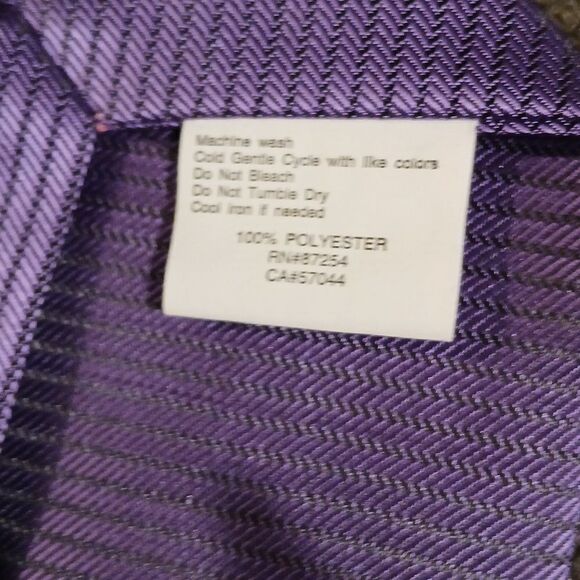 Machine wash
Cold Gentle Cycle with like colors
Do Not Bleach
Do Not Tumble Dry
Cool Iron if needed
100% POLYESTER
RN#87254
CA#57044